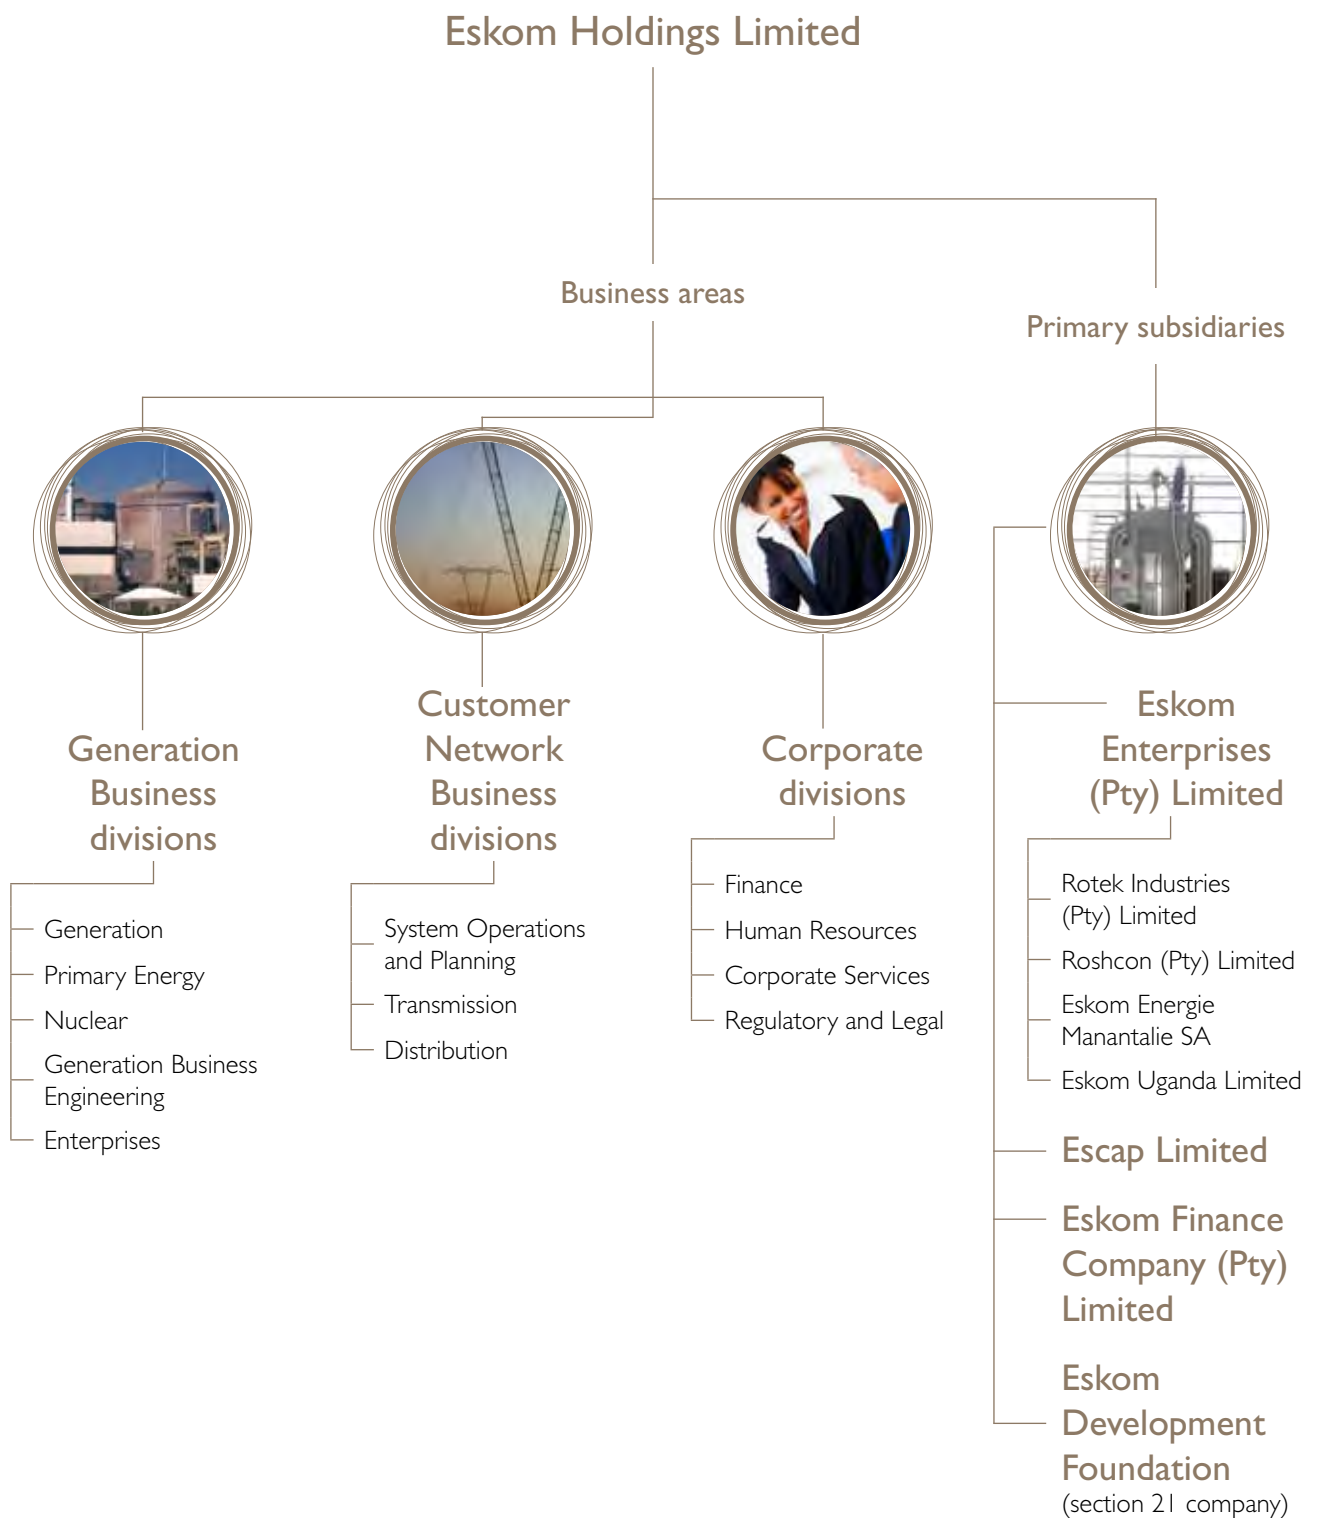 Eskom Holdings Limited
Business areas
Primary subsidiaries
Generation
Business
divisions
Generation
Primary Energy
Nuclear
Generation Business
Engineering
Enterprises
Customer
Network
Business
divisions
System Operations
and Planning
Transmission
Distribution
Corporate
divisions
Finance
Human Resources
Corporate Services
Regulatory and Legal
Eskom
Enterprises
(Pty) Limited
Rotek Industries
(Pty) Limited
Roshcon (Pty) Limited
Eskom Energie
Manantalie SA
Eskom Uganda Limited
Escap Limited
Eskom Finance
Company (Pty)
Limited
Eskom
Development
Foundation
(section 21 company)